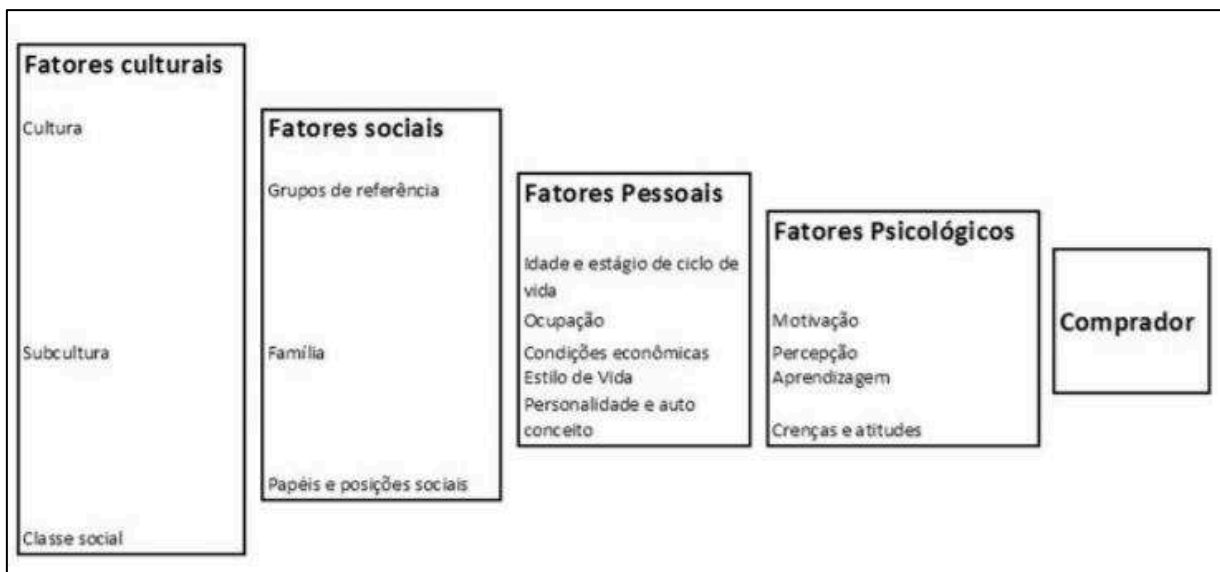 Fatores culturais
Cultura
Subcultura
Classe social
Fatores sociais
Grupos de referência
Família
Papéis e posições sociais
Fatores Pessoais
Idade e estágio de ciclo de
vida
Ocupação
Condições econômicas
Estilo de Vida
Personalidade e auto
conceito
Fatores Psicológicos
Motivação
Percepção
Aprendizagem
Crenças e atitudes
Comprador